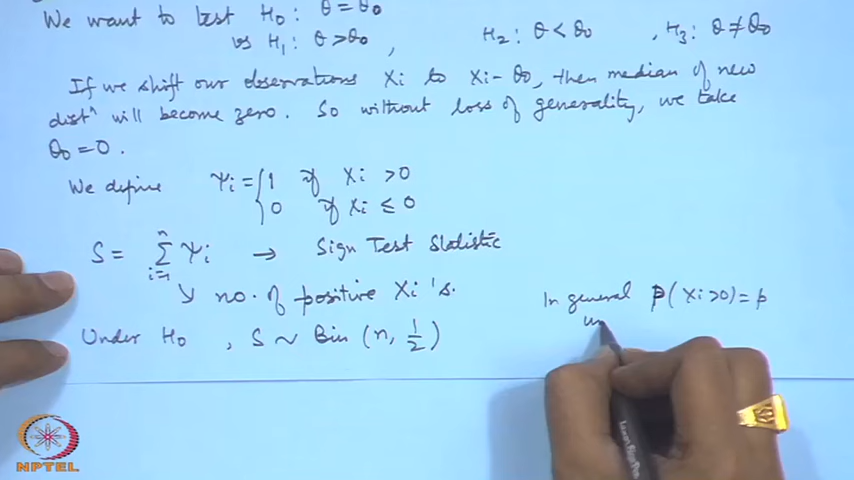 We want to test H₀: θ = θ₀
vs H₁: θ > θ₀ , H₂: θ < θ₀ , H₃: θ ≠ θ₀
If we shift our observations Xi to Xi - θ₀, then median of new
distⁿ will become zero. So without loss of generality, we take
θ₀ = 0.
We define Ψi = { 1 if Xi > 0
0 if Xi ≤ 0
S = Σ_{i=1}^{n} Ψi → Sign Test Statistic
↘ no. of positive Xi's.
In general P(Xi > 0) = p
un
Under H₀ , S ~ Bin (n, 1/2)
NPTEL